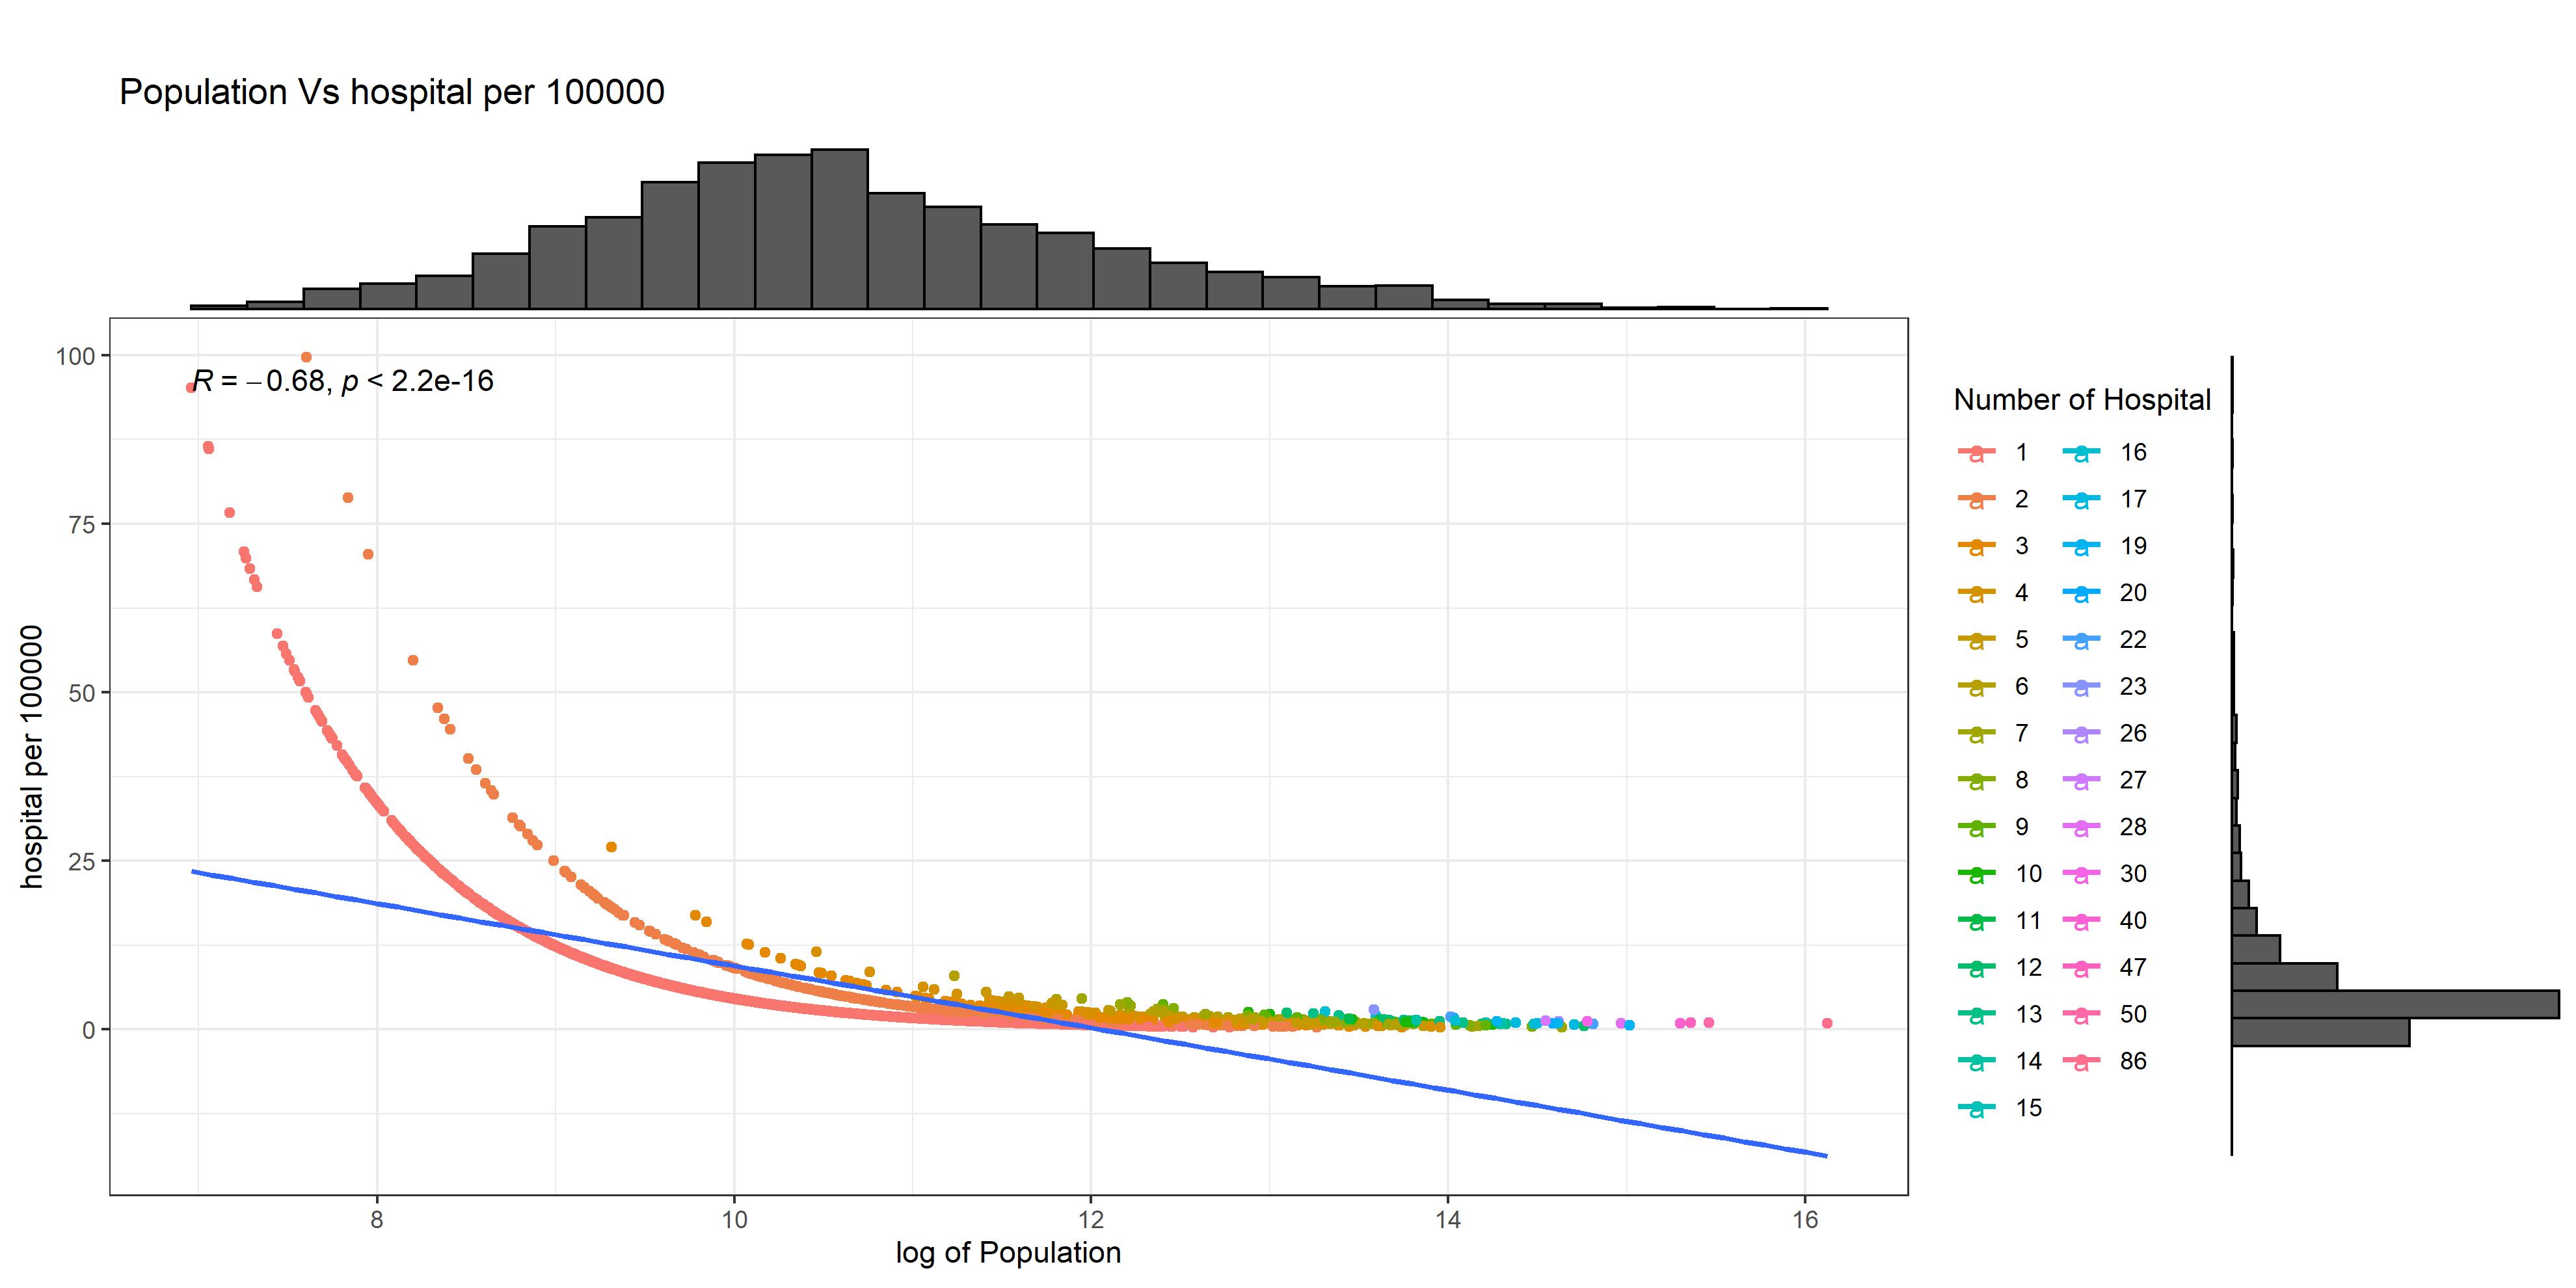 Population Vs hospital per 100000
R = −0.68, p < 2.2e-16
100
75
50
25
0
hospital per 100000
8 10 12 14 16
log of Population
Number of Hospital
a 1 a 16
a 2 a 17
a 3 a 19
a 4 a 20
a 5 a 22
a 6 a 23
a 7 a 26
a 8 a 27
a 9 a 28
a 10 a 30
a 11 a 40
a 12 a 47
a 13 a 50
a 14 a 86
a 15